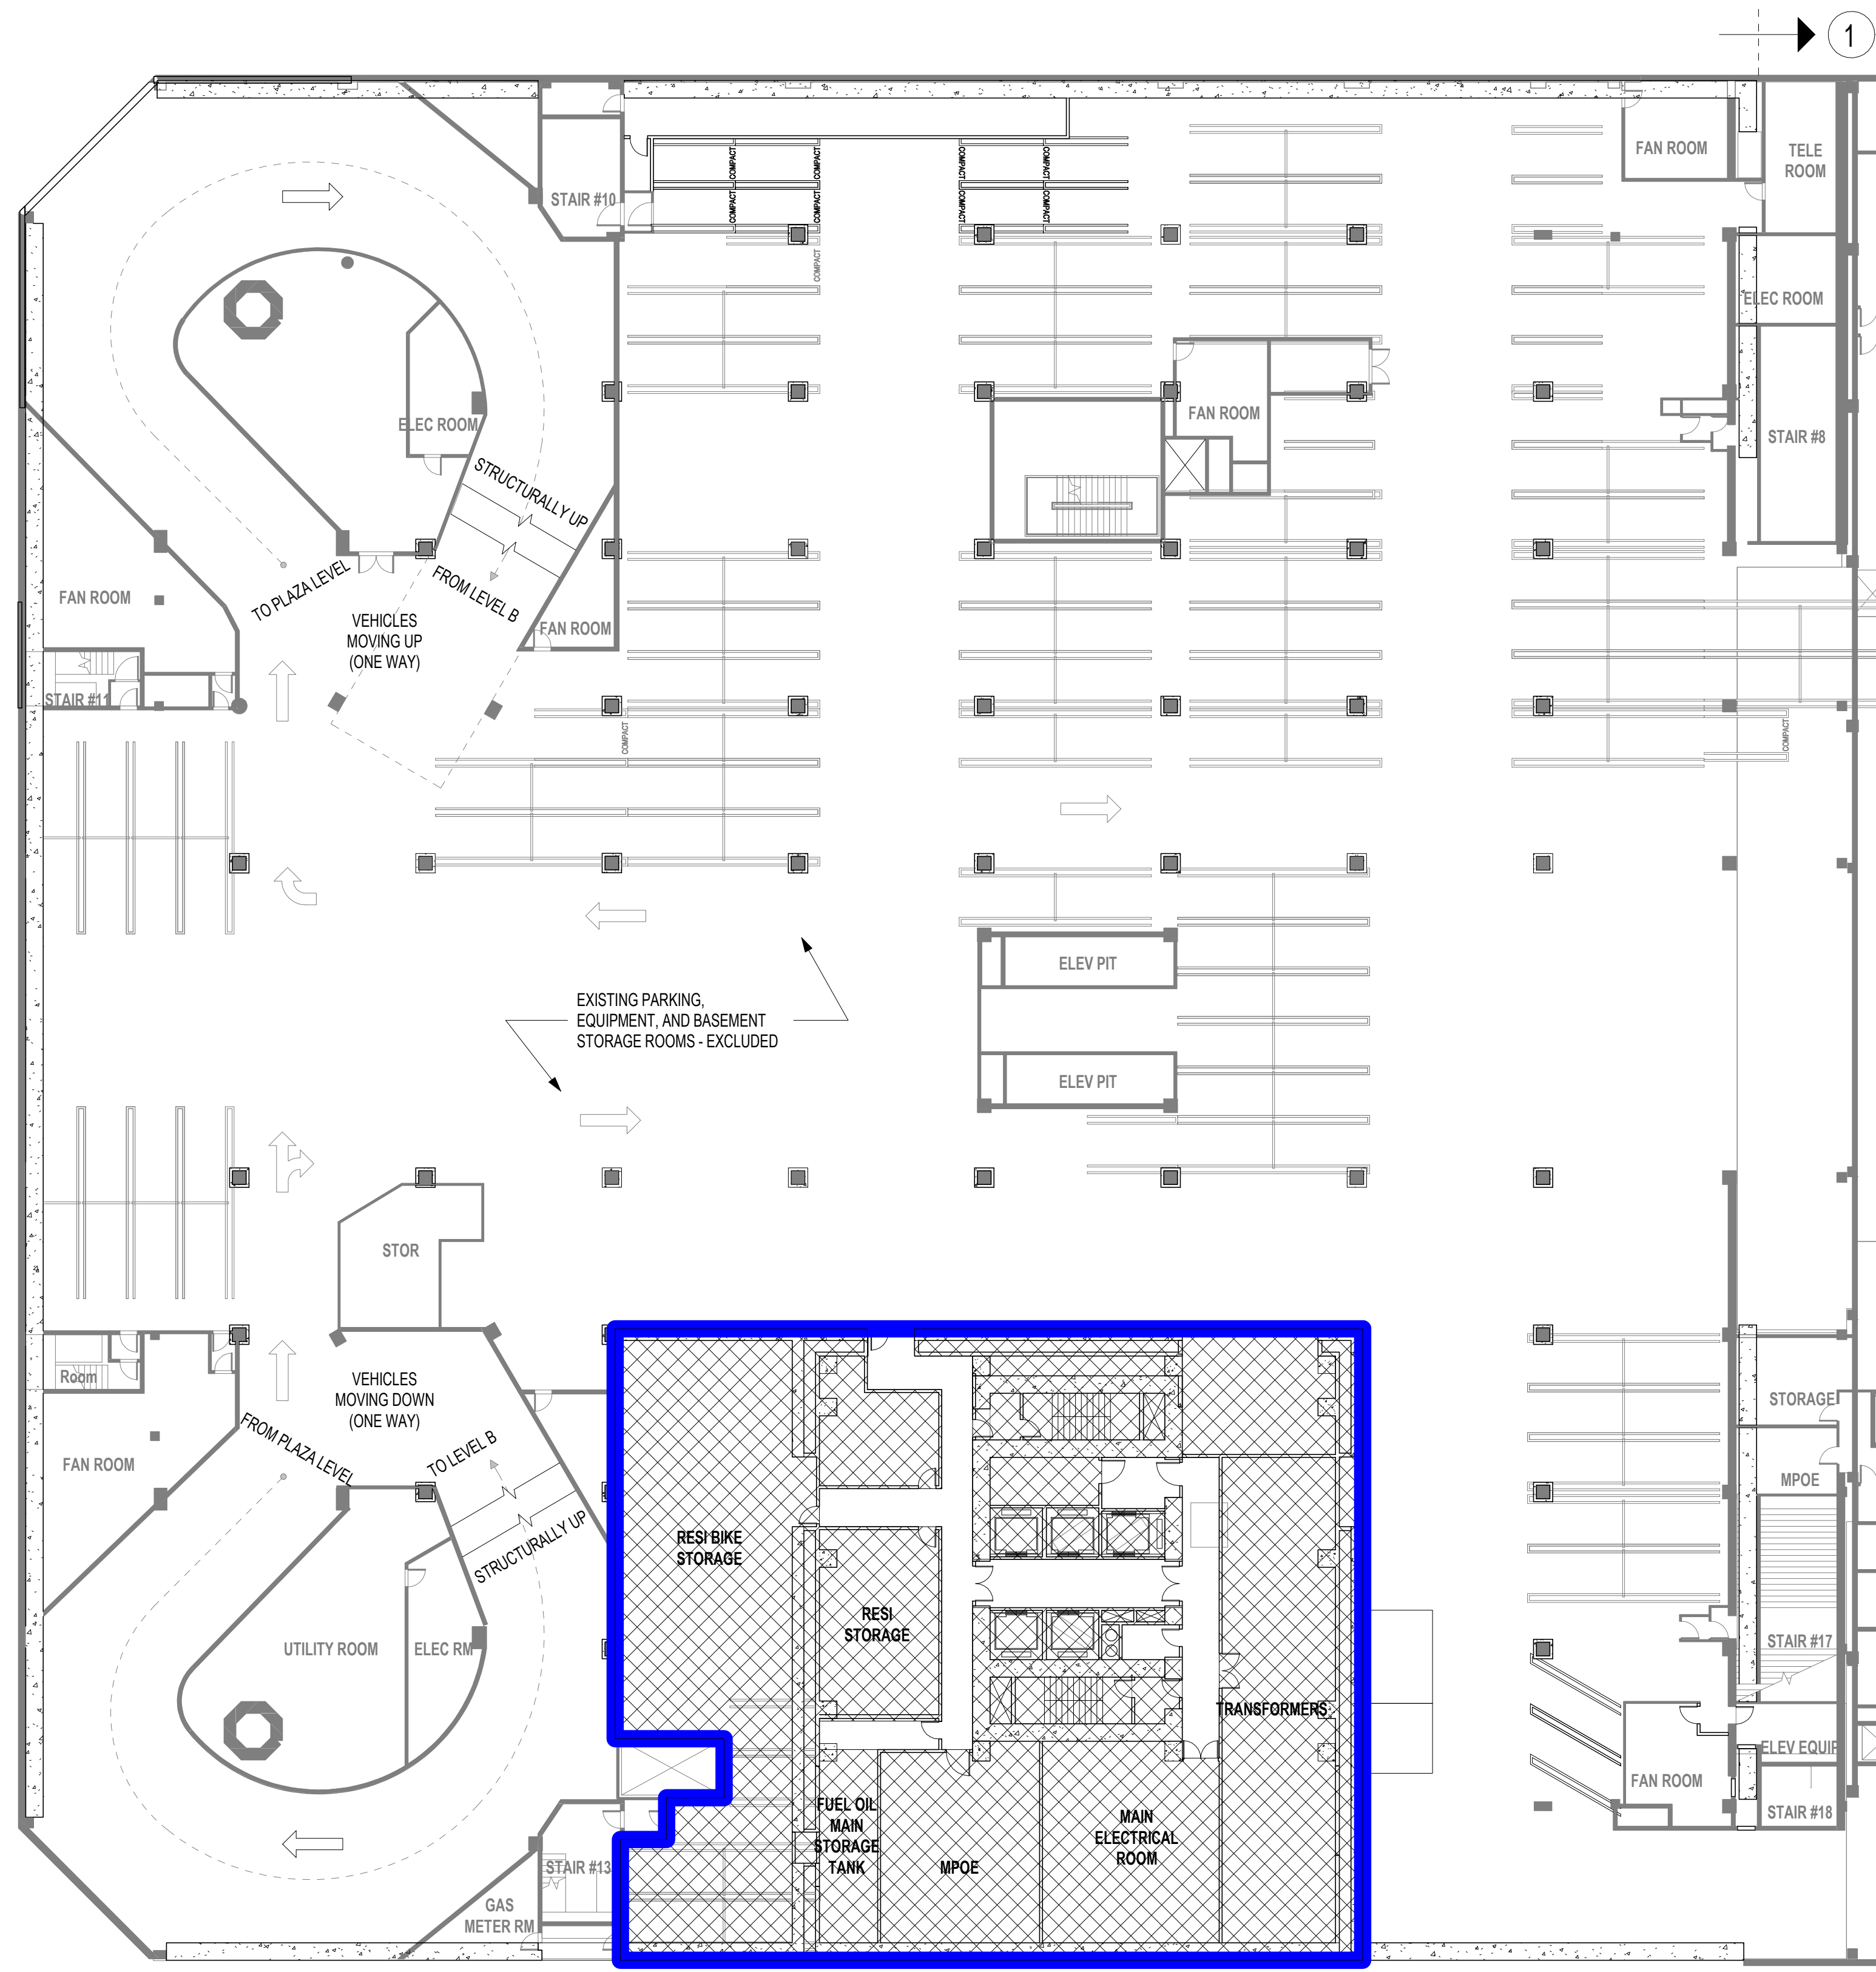 1
FAN ROOM
TELE
ROOM
COMPACT
COMPACT
COMPACT
COMPACT
COMPACT
COMPACT
COMPACT
COMPACT
STAIR #10
COMPACT
ELEC ROOM
FAN ROOM
ELEC ROOM
STAIR #8
STRUCTURALLY UP
TO PLAZA LEVEL
FROM LEVEL B
FAN ROOM
VEHICLES
MOVING UP
(ONE WAY)
FAN ROOM
STAIR #11
COMPACT
COMPACT
ELEV PIT
EXISTING PARKING,
EQUIPMENT, AND BASEMENT
STORAGE ROOMS - EXCLUDED
ELEV PIT
STOR
Room
VEHICLES
MOVING DOWN
(ONE WAY)
STORAGE
FROM PLAZA LEVEL
TO LEVEL B
FAN ROOM
MPOE
STRUCTURALLY UP
RESI BIKE
STORAGE
RESI
STORAGE
UTILITY ROOM
ELEC RM
STAIR #17
TRANSFORMERS
ELEV EQUIP
FAN ROOM
FUEL OIL
MAIN
STORAGE
TANK
MAIN
ELECTRICAL
ROOM
MPOE
STAIR #18
STAIR #13
GAS
METER RM